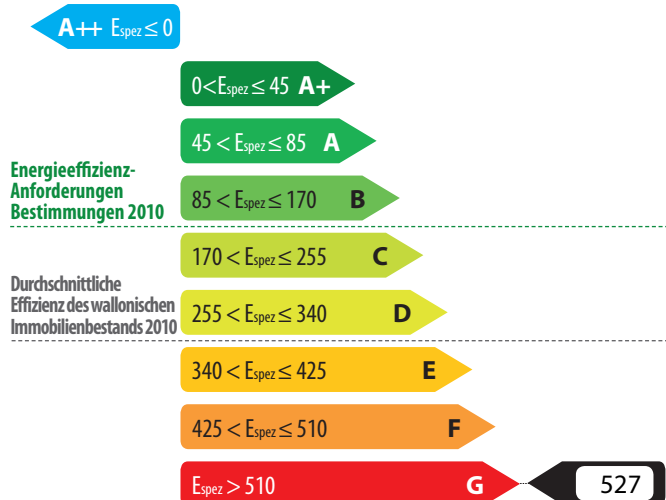 A++ Espez ≤ 0
0<Espez ≤ 45 A+
45 < Espez ≤ 85 A
Energieeffizienz-
Anforderungen
Bestimmungen 2010
85 < Espez ≤ 170 B
170 < Espez ≤ 255 C
Durchschnittliche
Effizienz des wallonischen
Immobilienbestands 2010
255 < Espez ≤ 340 D
340 < Espez ≤ 425 E
425 < Espez ≤ 510 F
Espez > 510 G 527